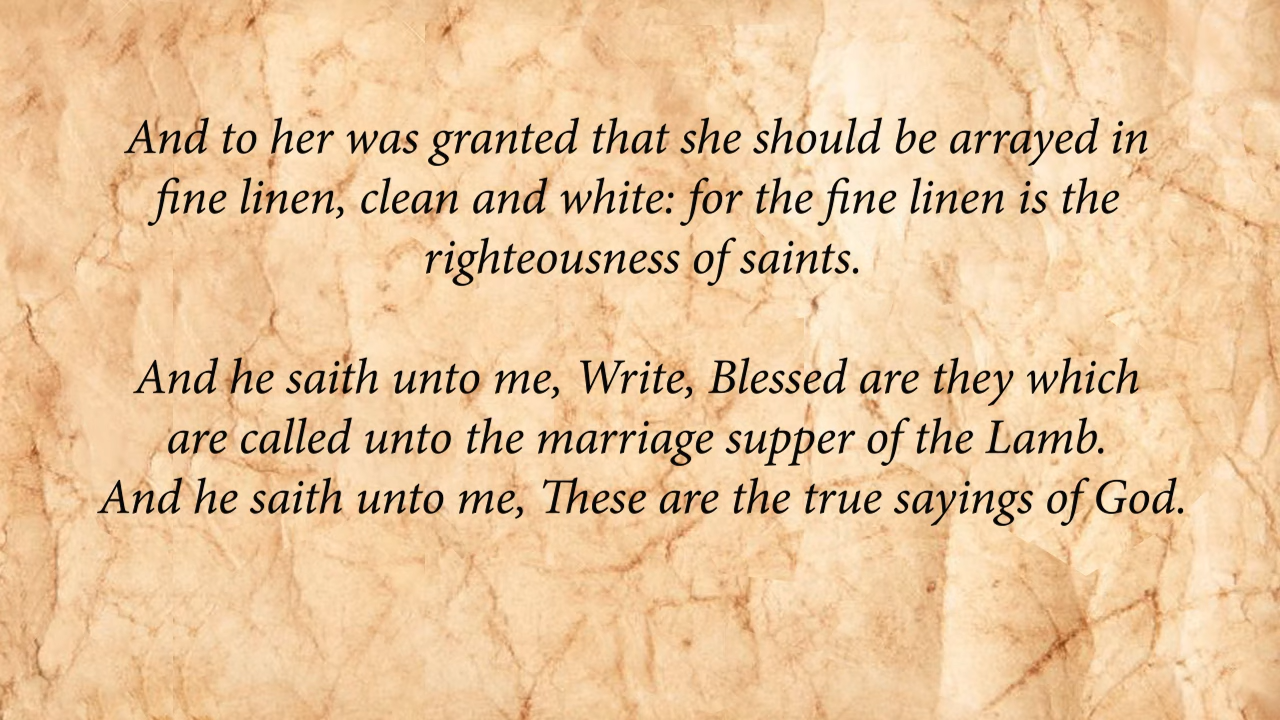 And to her was granted that she should be arrayed in
fine linen, clean and white: for the fine linen is the
righteousness of saints.
And he saith unto me, Write, Blessed are they which
are called unto the marriage supper of the Lamb.
And he saith unto me, These are the true sayings of God.